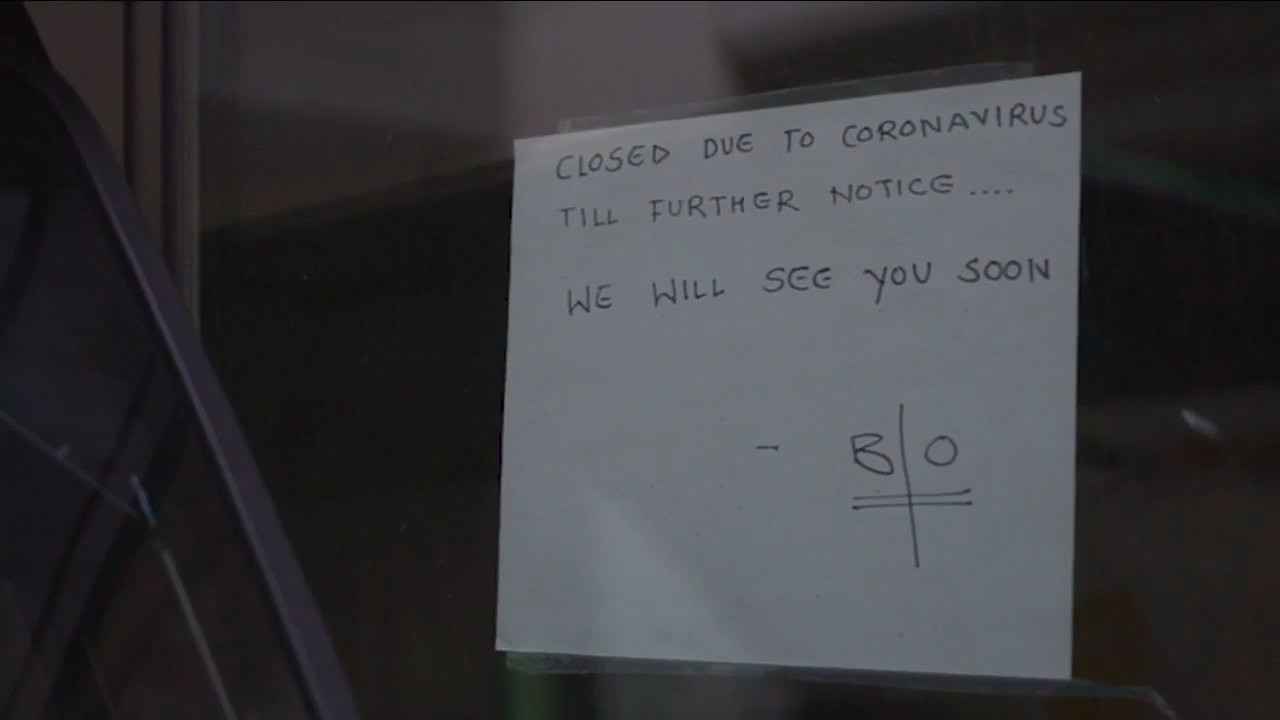 CLOSED DUE TO CORONAVIRUS
TILL FURTHER NOTICE....
WE WILL SEE YOU SOON
- B|O